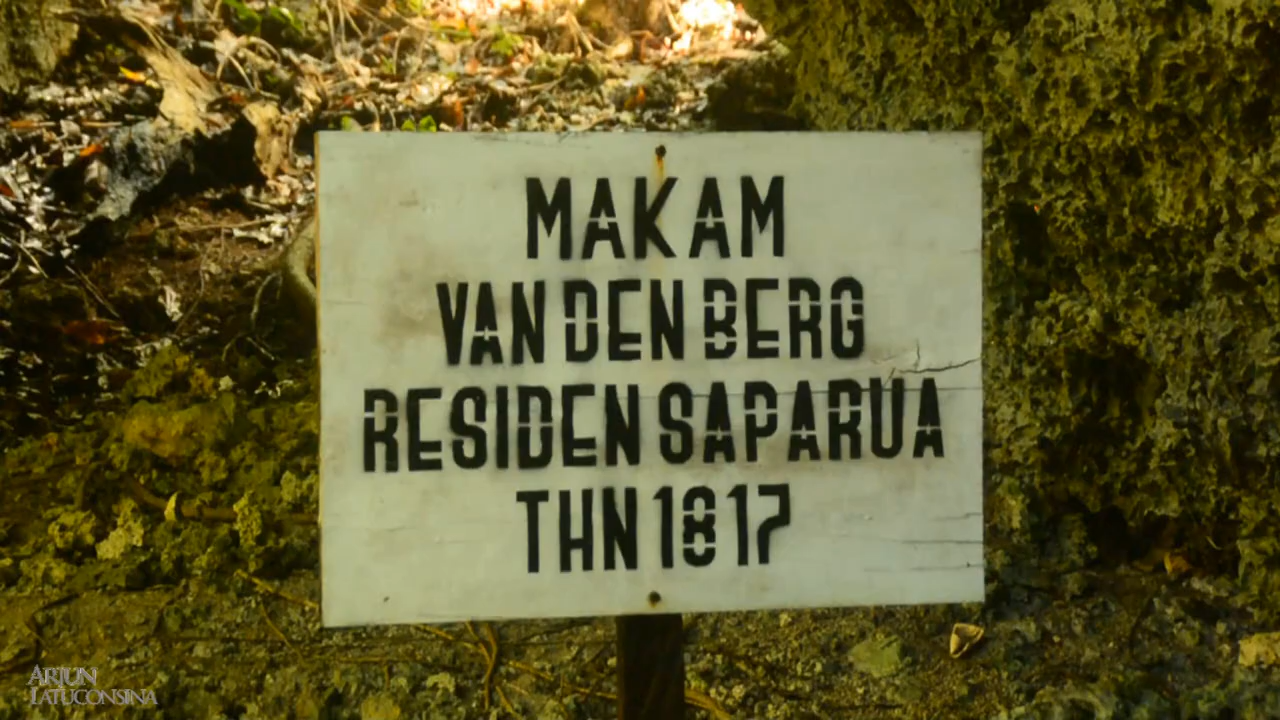 MAKAM
VAN DEN BERG
RESIDEN SAPARUA
THN 1817
ARJUN
LATUCONSINA